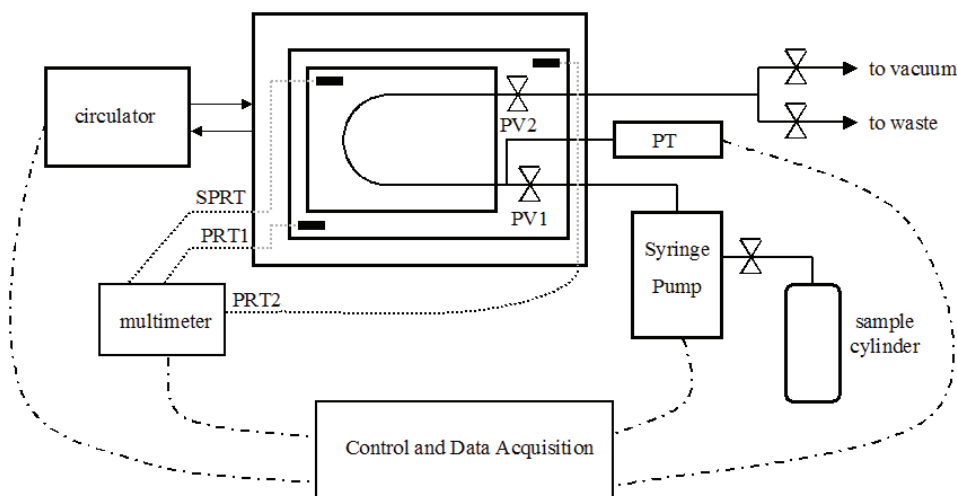 circulator
to vacuum
to waste
PV2
PT
SPRT
PV1
PRT1
Syringe
Pump
PRT2
multimeter
sample
cylinder
Control and Data Acquisition